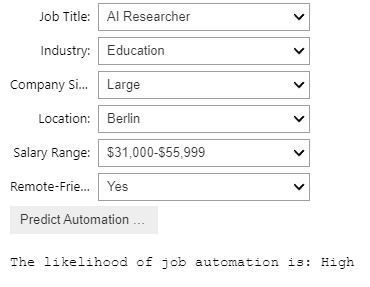 Job Title: AI Researcher
Industry: Education
Company Si... Large
Location: Berlin
Salary Range: $31,000-$55,999
Remote-Frie... Yes
Predict Automation ...
The likelihood of job automation is: High